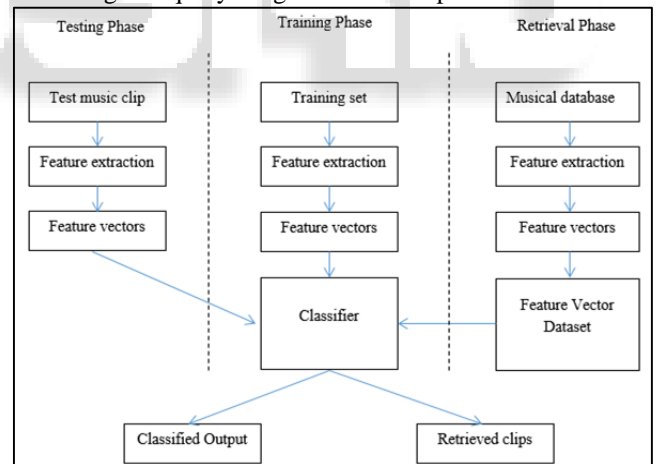 Testing Phase
Training Phase
Retrieval Phase
Test music clip
Training set
Musical database
Feature extraction
Feature extraction
Feature extraction
Feature vectors
Feature vectors
Feature vectors
Classifier
Feature Vector
Dataset
Classified Output
Retrieved clips